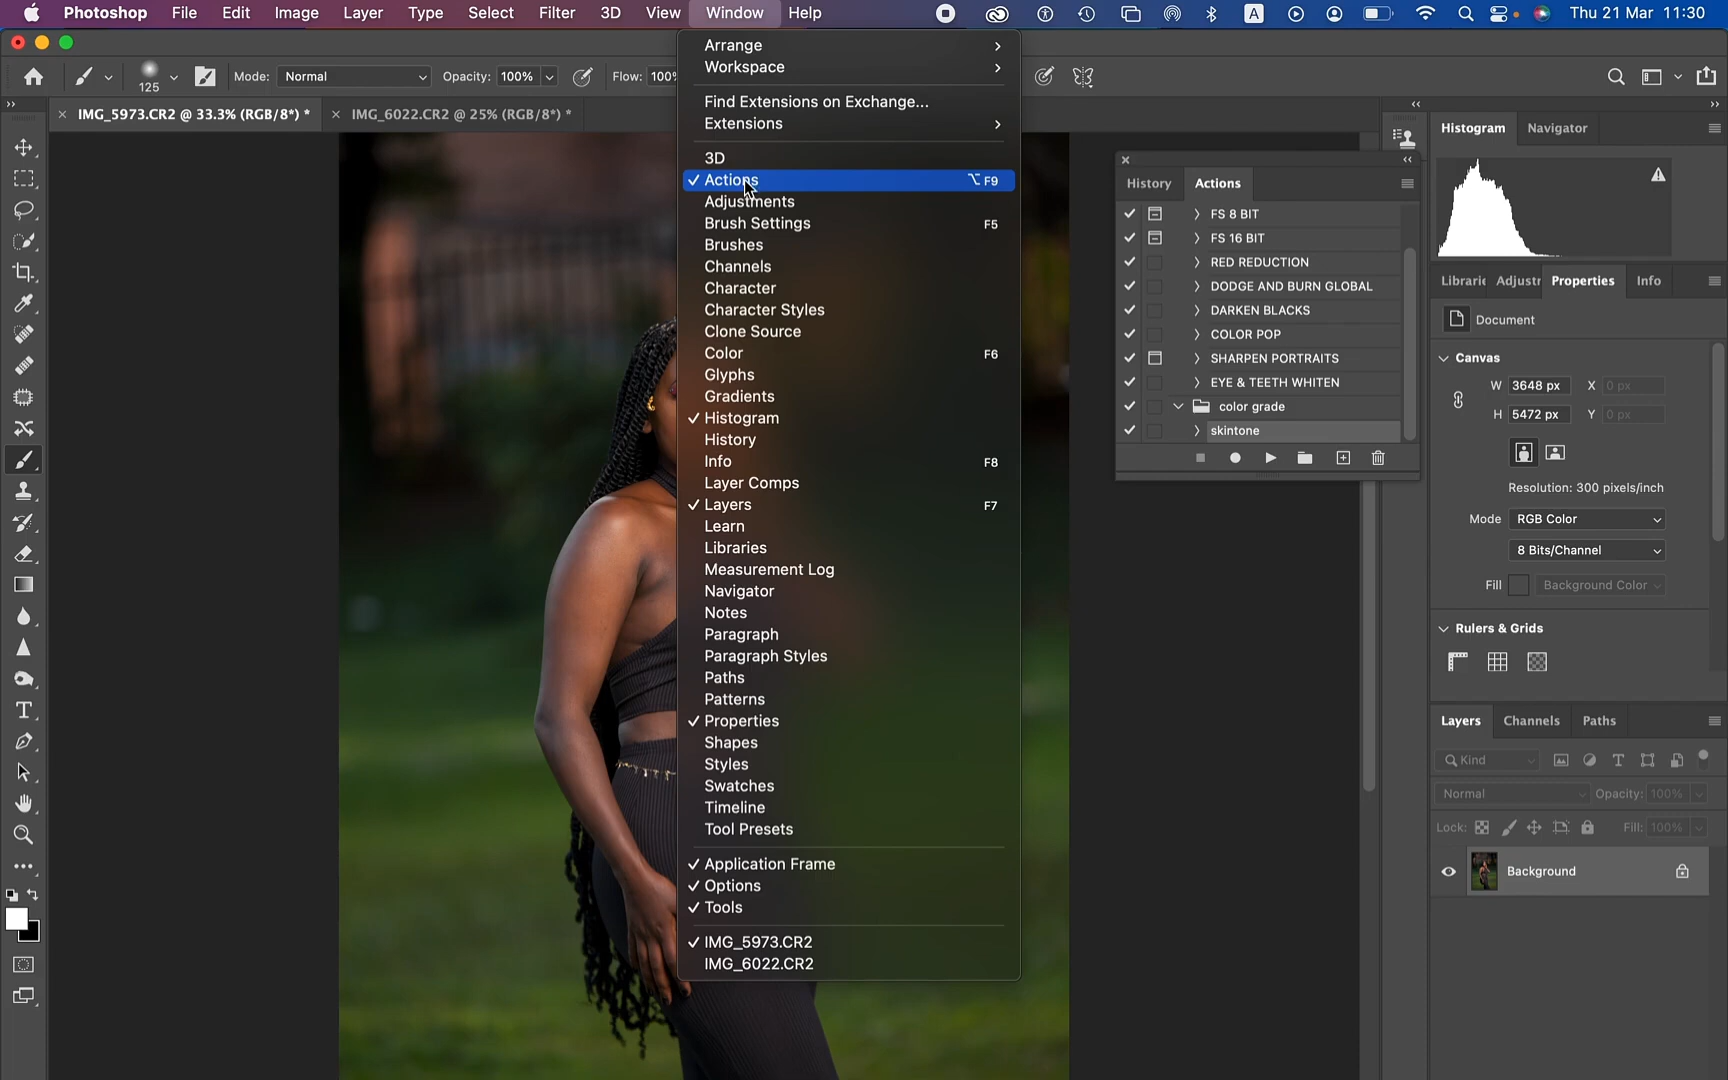 Photoshop File Edit Image Layer Type Select Filter 3D View Window Help A Thu 21 Mar 11:30
125 Mode: Normal Opacity: 100% Flow: 100%
× IMG_5973.CR2 @ 33.3% (RGB/8*) * × IMG_6022.CR2 @ 25% (RGB/8*) *
Arrange
Workspace
Find Extensions on Exchange...
Extensions
3D
Actions ⌥ F9
Adjustments
Brush Settings F5
Brushes
Channels
Character
Character Styles
Clone Source
Color F6
Glyphs
Gradients
Histogram
History
Info F8
Layer Comps
Layers F7
Learn
Libraries
Measurement Log
Navigator
Notes
Paragraph
Paragraph Styles
Paths
Patterns
Properties
Shapes
Styles
Swatches
Timeline
Tool Presets
Application Frame
Options
Tools
IMG_5973.CR2
IMG_6022.CR2
History Actions
FS 8 BIT
FS 16 BIT
RED REDUCTION
DODGE AND BURN GLOBAL
DARKEN BLACKS
COLOR POP
SHARPEN PORTRAITS
EYE & TEETH WHITEN
color grade
skintone
Histogram Navigator
Librari Adjustr Properties Info
Document
Canvas
W 3648 px X 0 px
H 5472 px Y 0 px
Resolution: 300 pixels/inch
Mode RGB Color
8 Bits/Channel
Fill Background Color
Rulers & Grids
Layers Channels Paths
Kind
Normal Opacity: 100%
Lock: Fill: 100%
Background